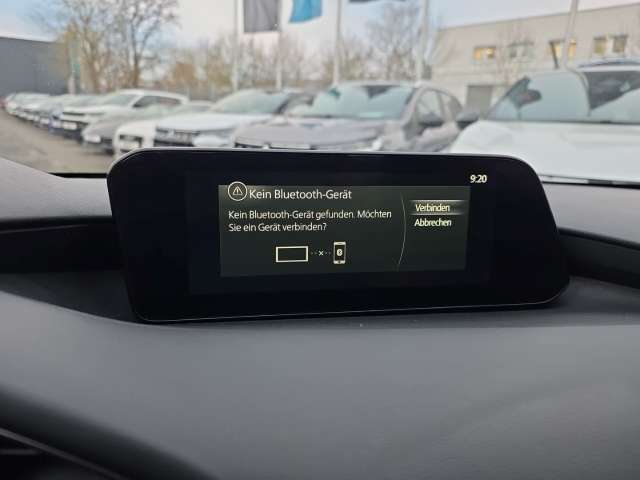 9:20
Kein Bluetooth-Gerät
Kein Bluetooth-Gerät gefunden. Möchten
Sie ein Gerät verbinden?
Verbinden
Abbrechen